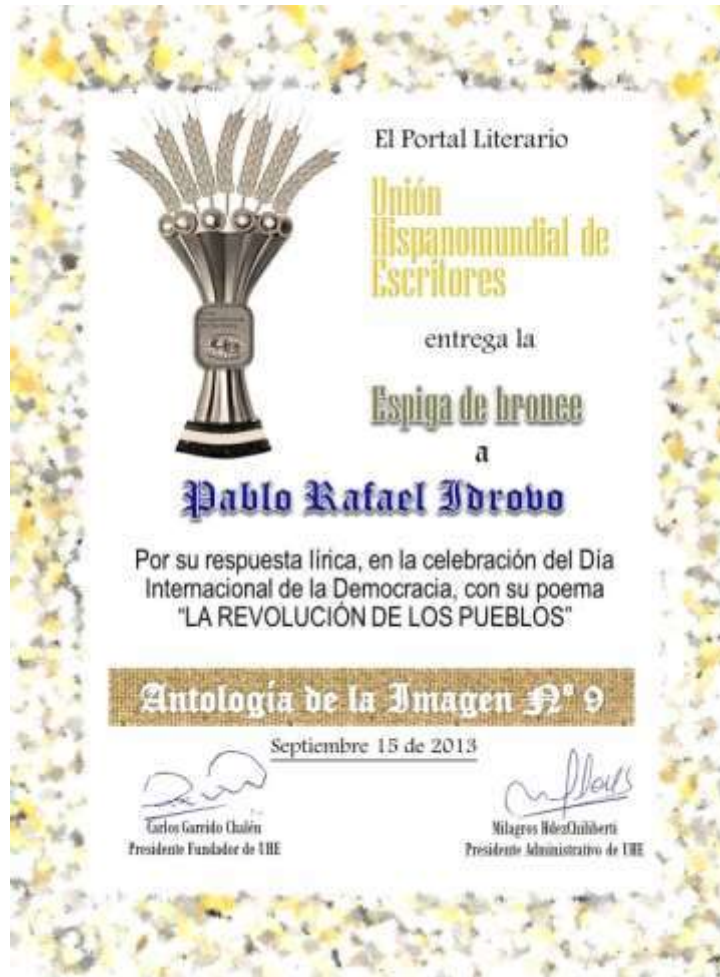 El Portal Literario
Unión
Hispanomundial de
Escritores
entrega la
Espiga de bronce
a
Pablo Rafael Idrovo
Por su respuesta lírica, en la celebración del Día
Internacional de la Democracia, con su poema
“LA REVOLUCIÓN DE LOS PUEBLOS”
Antología de la Imagen Nº 9
Septiembre 15 de 2013
Carlos Garrido Chalén
Presidente Fundador de UHE
Milagros HdezChiliberti
Presidente Administrativo de UHE